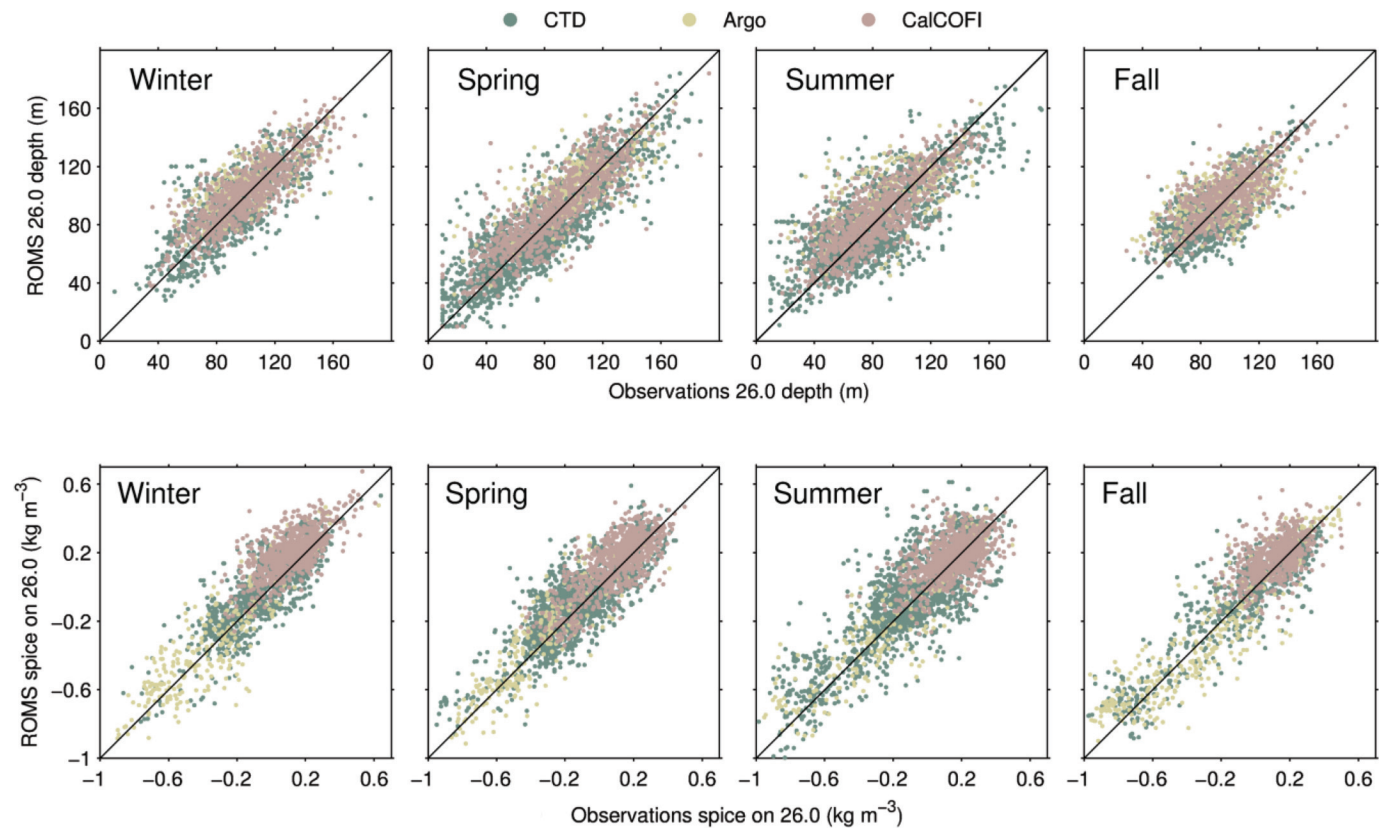 CTD Argo CalCOFI
Winter Spring Summer Fall
ROMS 26.0 depth (m)
160
120
80
40
0
0 40 80 120 160 0 40 80 120 160 0 40 80 120 160 0 40 80 120 160
Observations 26.0 depth (m)
Winter Spring Summer Fall
ROMS spice on 26.0 (kg m⁻³)
0.6
0.2
−0.2
−0.6
−1
−1 −0.6 −0.2 0.2 0.6 −1 −0.6 −0.2 0.2 0.6 −1 −0.6 −0.2 0.2 0.6 −1 −0.6 −0.2 0.2 0.6
Observations spice on 26.0 (kg m⁻³)